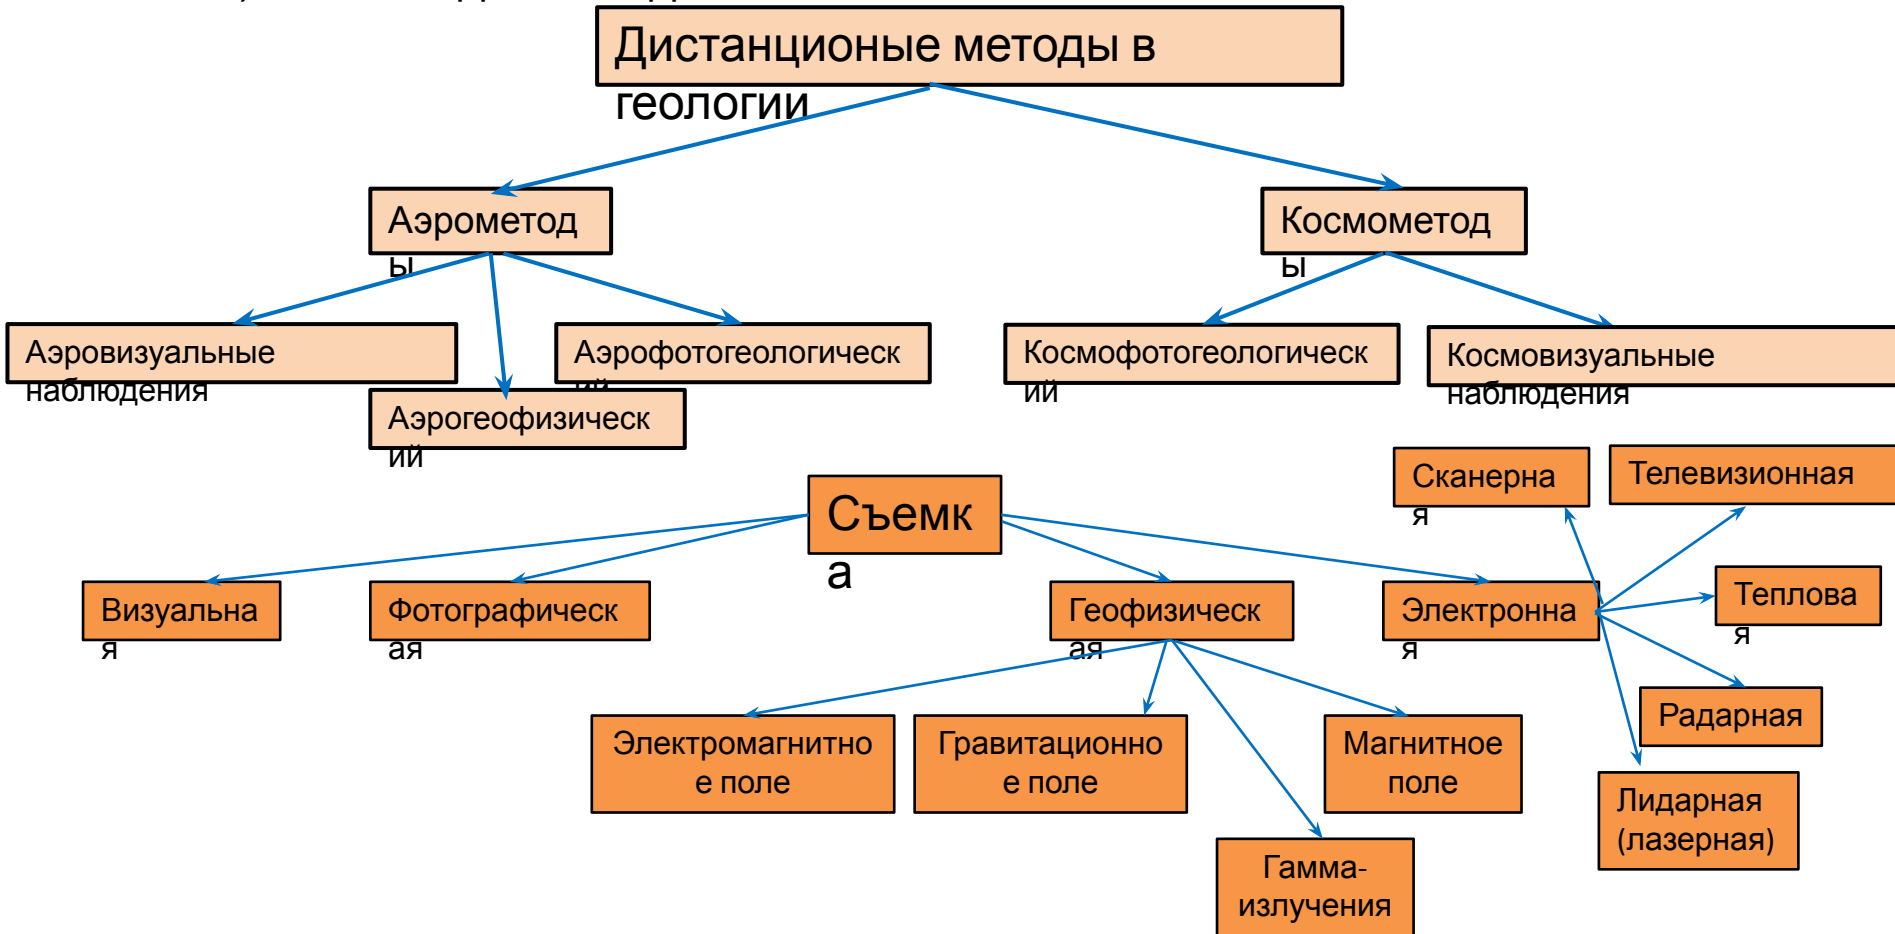 Дистанционые методы в
геологии
Аэрометод
ы
Космометод
ы
Аэровизуальные
наблюдения
Аэрофотогеологическ
ий
Аэрогеофизическ
ий
Космофотогеологическ
ий
Космовизуальные
наблюдения
Съемк
а
Сканерна
я
Телевизионная
Визуальна
я
Фотографическ
ая
Геофизическ
ая
Электронна
я
Теплова
я
Радарная
Лидарная
(лазерная)
Электромагнитно
е поле
Гравитационно
е поле
Магнитное
поле
Гамма-
излучения